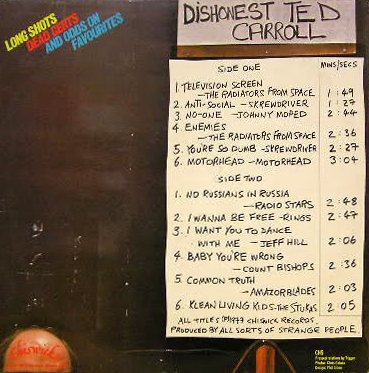 LONG SHOTS
DEAD CERTS
AND ODDS ON
FAVOURITES
DISHONEST TED
CARROLL
SIDE ONE
MINS/SECS
1. TELEVISION SCREEN
—THE RADIATORS FROM SPACE 1:49
2. ANTI-SOCIAL - SKREWDRIVER 1:27
3. NO-ONE - JOHNNY MOPED 2:44
4. ENEMIES
—THE RADIATORS FROM SPACE 2:36
5. YOU'RE SO DUMB - SKREWDRIVER 2:27
6. MOTORHEAD - MOTORHEAD 3:04
SIDE TWO
1. NO RUSSIANS IN RUSSIA
—RADIO STARS 2:48
2. I WANNA BE FREE - RINGS 2:47
3. I WANT YOU TO DANCE
WITH ME - JEFF HILL 2:06
4. BABY YOU'RE WRONG
—COUNT BISHOPS 2:36
5. COMMON TRUTH
—AMAZORBLADES 2:03
6. KLEAN LIVING KIDS - THE STUKAS 2:05
ALL TITLES ℗1977 CHISWICK RECORDS.
PRODUCED BY ALL SORTS OF STRANGE PEOPLE.
Chiswick
CH5